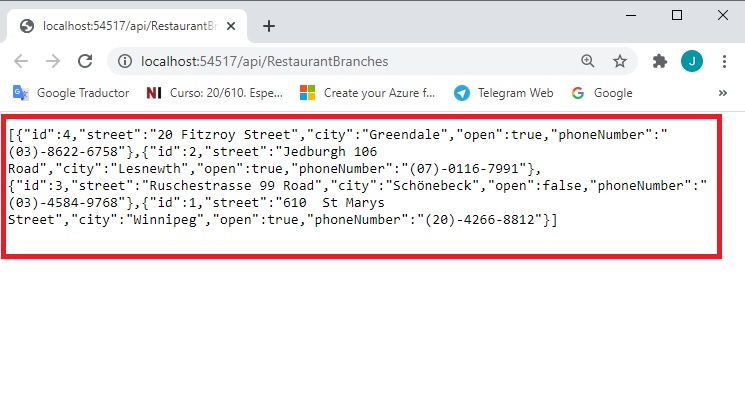 localhost:54517/api/RestaurantBr
localhost:54517/api/RestaurantBranches
J
Google Traductor
NI Curso: 20/610. Espe...
Create your Azure f...
Telegram Web
G Google
»
[{"id":4,"street":"20 Fitzroy Street","city":"Greendale","open":true,"phoneNumber":"
(03)-8622-6758"},{"id":2,"street":"Jedburgh 106
Road","city":"Lesnewth","open":true,"phoneNumber":"(07)-0116-7991"},
{"id":3,"street":"Ruschestrasse 99 Road","city":"Schönebeck","open":false,"phoneNumber":"
(03)-4584-9768"},{"id":1,"street":"610  St Marys
Street","city":"Winnipeg","open":true,"phoneNumber":"(20)-4266-8812"}]